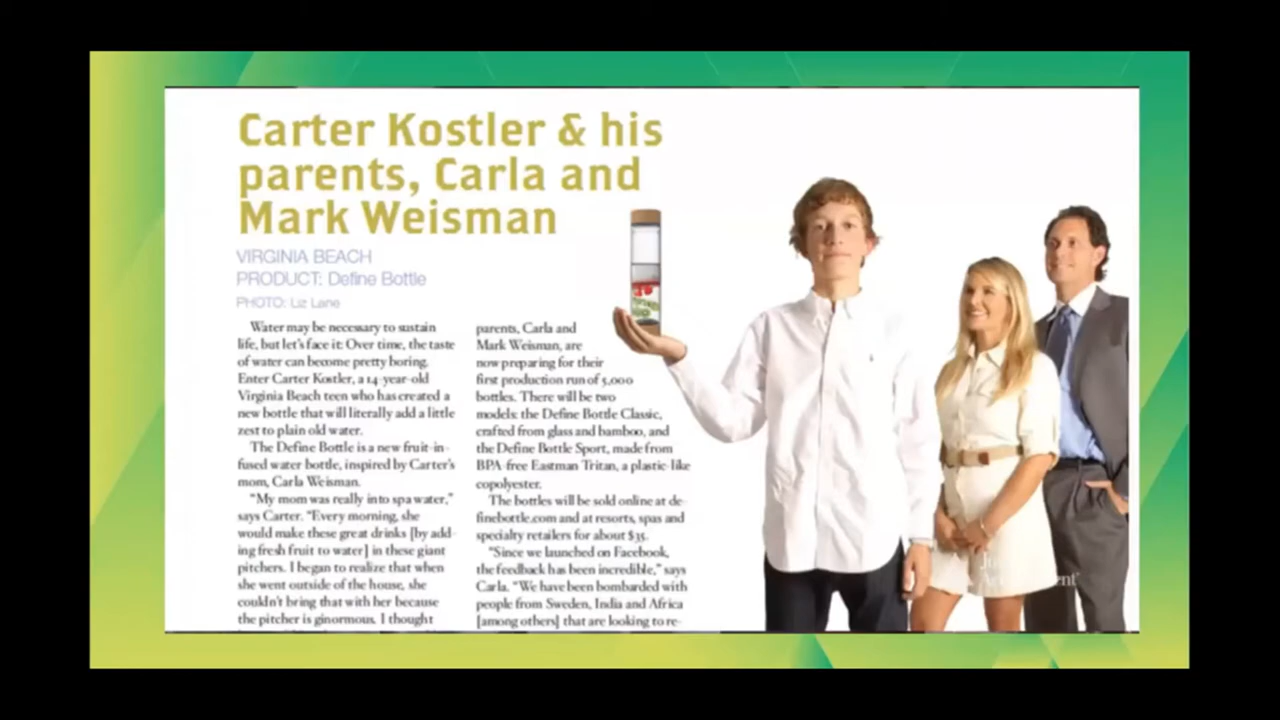 Carter Kostler & his
parents, Carla and
Mark Weisman
VIRGINIA BEACH
PRODUCT: Define Bottle
PHOTO: Liz Lane
Water may be necessary to sustain
life, but let's face it: Over time, the taste
of water can become pretty boring.
Enter Carter Kostler, a 14-year-old
Virginia Beach teen who has created a
new bottle that will literally add a little
zest to plain old water.
The Define Bottle is a new fruit-in-
fused water bottle, inspired by Carter's
mom, Carla Weisman.
"My mom was really into spa water,"
says Carter. "Every morning, she
would make these great drinks [by add-
ing fresh fruit to water] in these giant
pitchers. I began to realize that when
she went outside of the house, she
couldn't bring that with her because
the pitcher is ginormous. I thought
parents, Carla and
Mark Weisman, are
now preparing for their
first production run of 5,000
bottles. There will be two
models: the Define Bottle Classic,
crafted from glass and bamboo, and
the Define Bottle Sport, made from
BPA-free Eastman Tritan, a plastic-like
copolyester.
The bottles will be sold online at de-
finebottle.com and at resorts, spas and
specialty retailers for about $35.
"Since we launched on Facebook,
the feedback has been incredible," says
Carla. "We have been bombarded with
people from Sweden, India and Africa
[among others] that are looking to re-